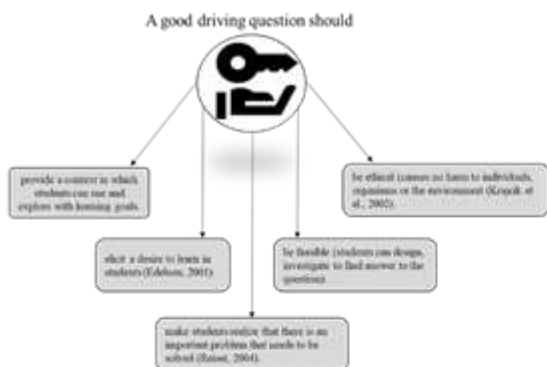 A good driving question should
provide a context in which
students can use and
explore with learning goals.
be ethical (causes no harm to individuals,
organisms or the environment (Krajcik et
al., 2002).
elicit a desire to learn in
students (Edelson, 2001)
be feasible (students can design,
investigate to find answer to the
question)
make students realize that there is an
important problem that needs to be
solved (Reiser, 2004).